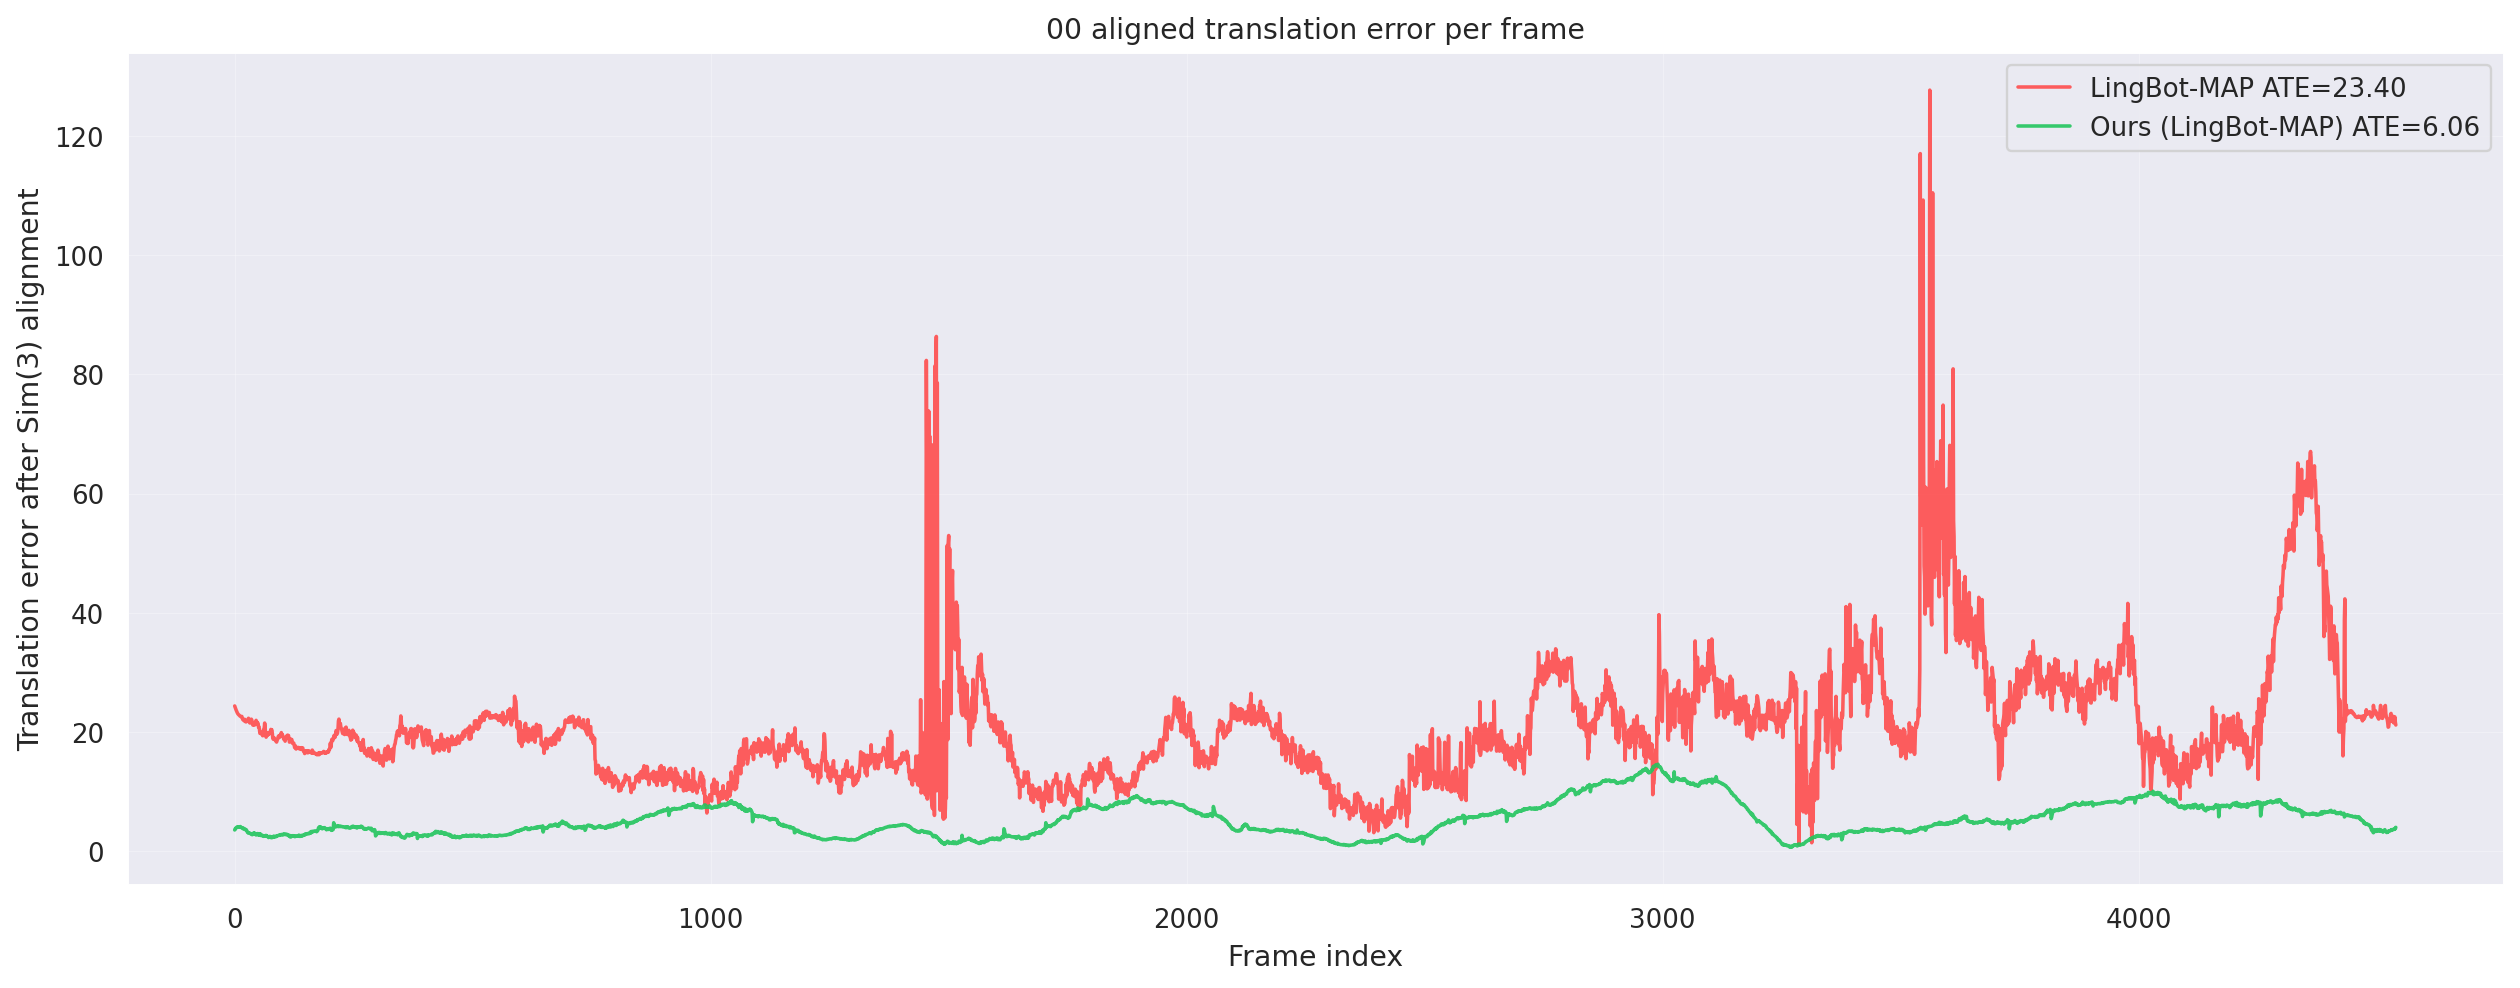 00 aligned translation error per frame
LingBot-MAP ATE=23.40
Ours (LingBot-MAP) ATE=6.06
Translation error after Sim(3) alignment
120
100
80
60
40
20
0
0 1000 2000 3000 4000
Frame index